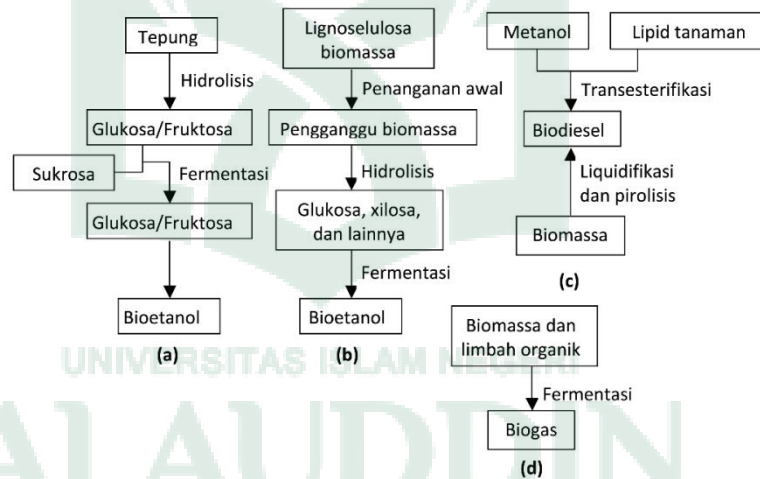 Tepung
Hidrolisis
Glukosa/Fruktosa
Sukrosa
Fermentasi
Glukosa/Fruktosa
Bioetanol
(a)
Lignoselulosa
biomassa
Penanganan awal
Pengganggu biomassa
Hidrolisis
Glukosa, xilosa,
dan lainnya
Fermentasi
Bioetanol
(b)
Metanol
Lipid tanaman
Transesterifikasi
Biodiesel
Liquidifikasi
dan pirolisis
Biomassa
(c)
Biomassa dan
limbah organik
Fermentasi
Biogas
(d)
UNIVERSITAS ISLAM NEGERI
ALAUDDIN